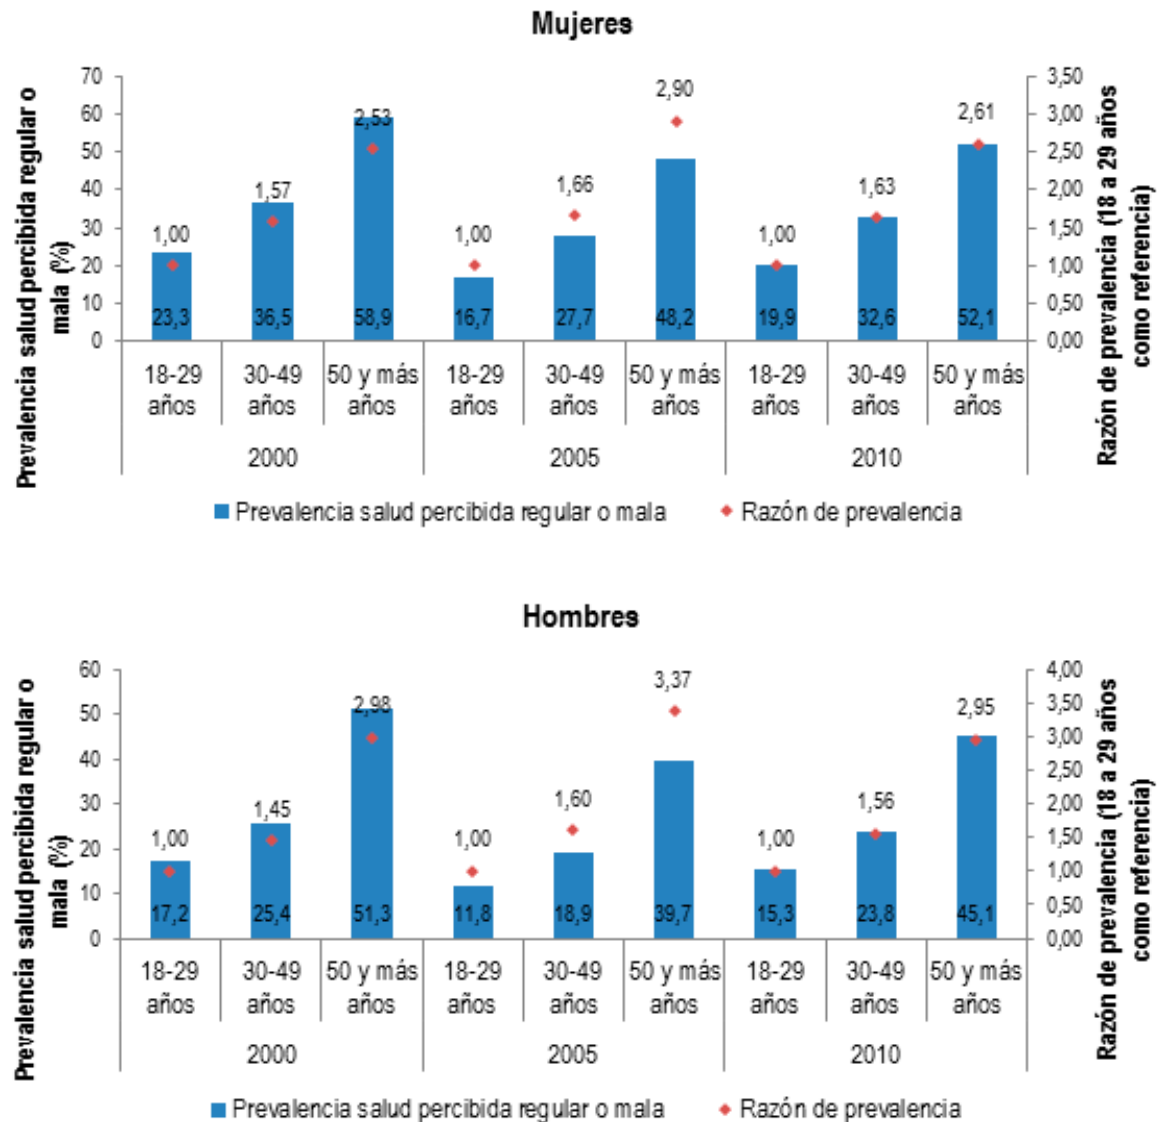 Mujeres
Prevalencia salud percibida regular o
mala (%)
70
60
50
40
30
20
10
0
1,00
1,57
2,53
1,00
1,66
2,90
1,00
1,63
2,61
23,3
36,5
58,9
16,7
27,7
48,2
19,9
32,6
52,1
3,50
3,00
2,50
2,00
1,50
1,00
0,50
0,00
Razón de prevalencia (18 a 29 años
como referencia)
18-29 años
30-49 años
50 y más años
18-29 años
30-49 años
50 y más años
18-29 años
30-49 años
50 y más años
2000
2005
2010
Prevalencia salud percibida regular o mala
Razón de prevalencia
Hombres
Prevalencia salud percibida regular o
mala (%)
60
50
40
30
20
10
0
1,00
1,45
2,98
1,00
1,60
3,37
1,00
1,56
2,95
17,2
25,4
51,3
11,8
18,9
39,7
15,3
23,8
45,1
4,00
3,50
3,00
2,50
2,00
1,50
1,00
0,50
0,00
Razón de prevalencia (18 a 29 años
como referencia)
18-29 años
30-49 años
50 y más años
18-29 años
30-49 años
50 y más años
18-29 años
30-49 años
50 y más años
2000
2005
2010
Prevalencia salud percibida regular o mala
Razón de prevalencia